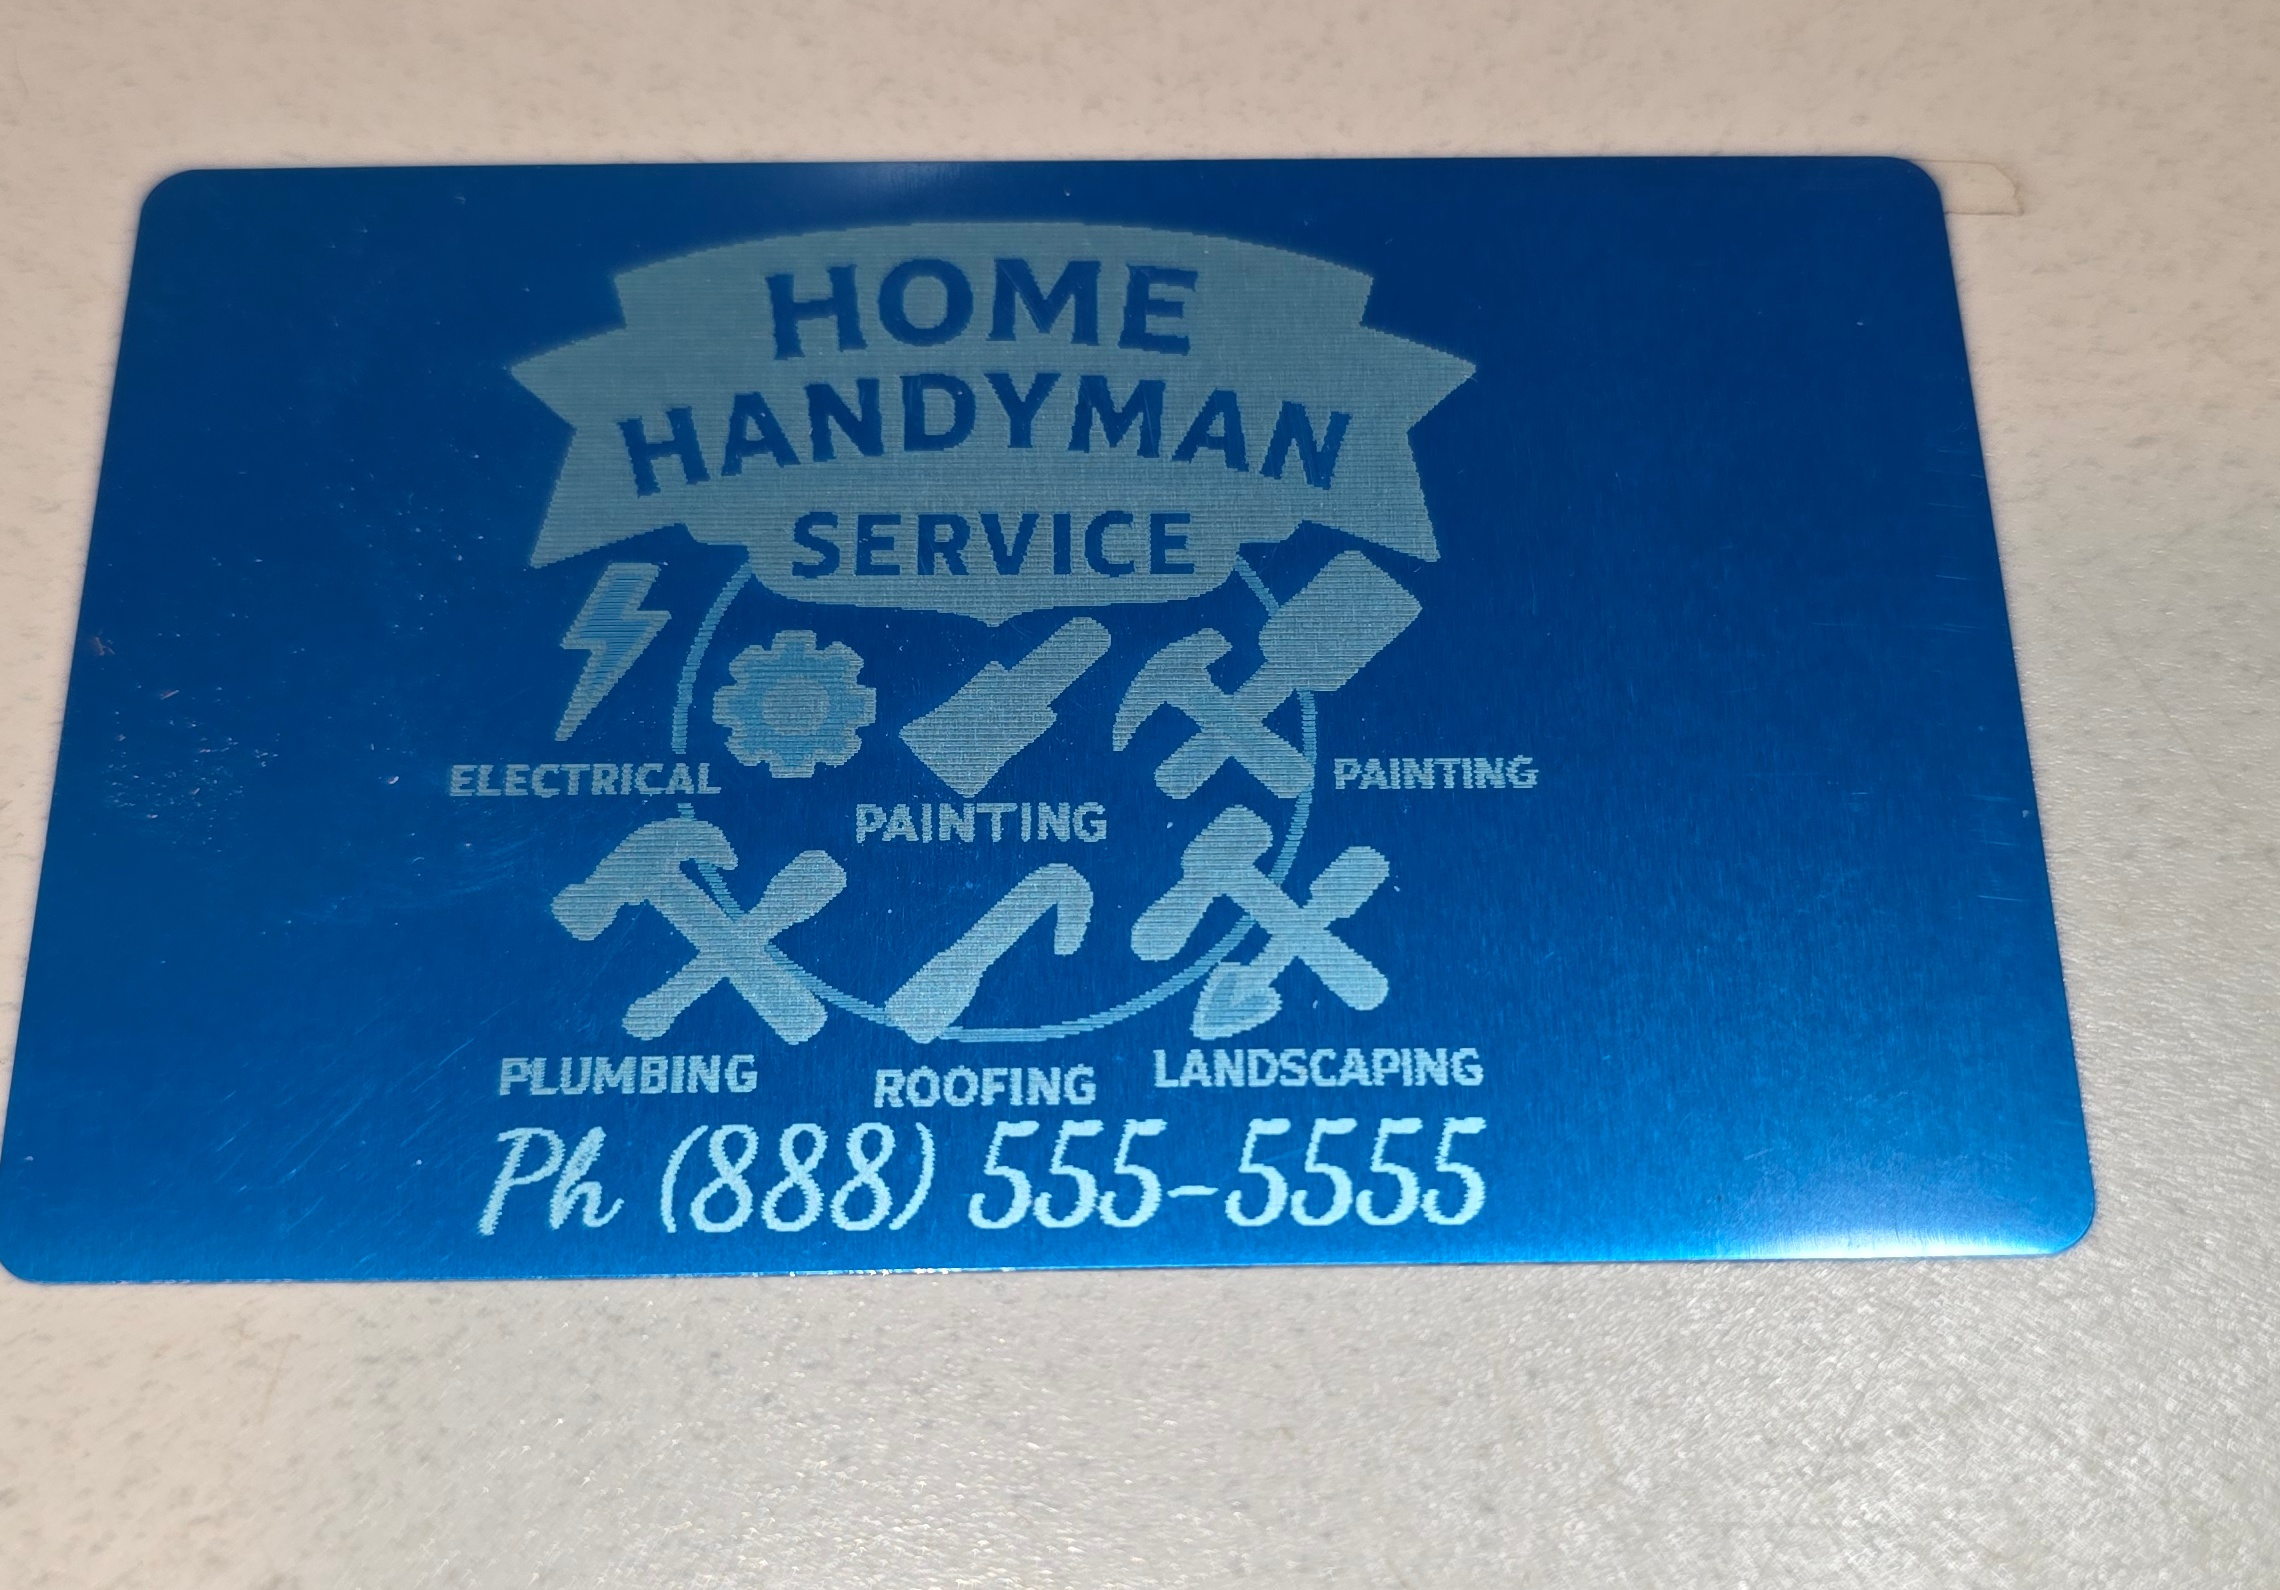 HOME
HANDYMAN
SERVICE
ELECTRICAL
PAINTING
PAINTING
PLUMBING
ROOFING
LANDSCAPING
Ph (888) 555-5555